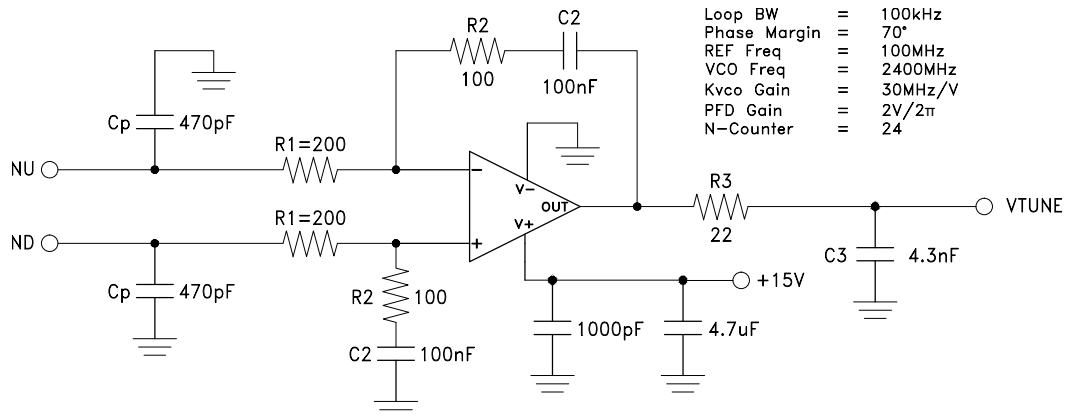 Loop BW = 100kHz
Phase Margin = 70°
REF Freq = 100MHz
VCO Freq = 2400MHz
Kvco Gain = 30MHz/V
PFD Gain = 2V/2π
N-Counter = 24
R2
100
C2
100nF
Cp
470pF
R1=200
NU
-
V-
OUT
V+
+
R3
22
VTUNE
R1=200
ND
C3
4.3nF
Cp
470pF
R2
100
+15V
1000pF
4.7uF
C2
100nF